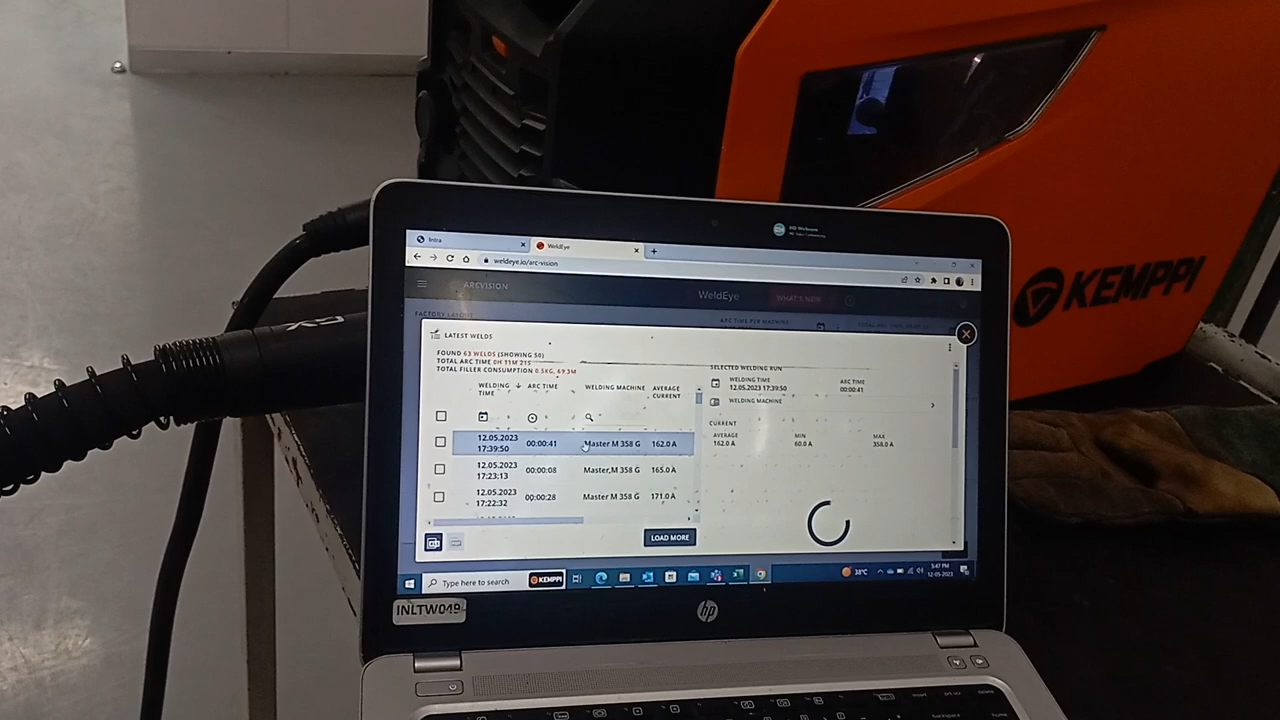 KEMPPI
HD Webcam
Intra
WeldEye
weldeye.io/arc-vision
ARCVISION
WeldEye
WHAT'S NEW
FACTORY LAYOUT
ARC TIME PER MACHINE
LATEST WELDS
FOUND 63 WELDS (SHOWING 50)
TOTAL ARC TIME 0H 11M 21S
TOTAL FILLER CONSUMPTION 0.5KG, 69.3M
WELDING TIME
ARC TIME
WELDING MACHINE
AVERAGE CURRENT
12.05.2023 17:39:50
00:00:41
Master M 358 G
162.0 A
12.05.2023 17:23:13
00:00:08
Master M 358 G
165.0 A
12.05.2023 17:22:32
00:00:28
Master M 358 G
171.0 A
LOAD MORE
SELECTED WELDING RUN
WELDING TIME
12.05.2023 17:39:50
ARC TIME
00:00:41
WELDING MACHINE
CURRENT
AVERAGE
162.0 A
MIN
60.0 A
MAX
358.0 A
Type here to search
KEMPPI
38°C
5:47 PM
12-05-2023
INLTW049
hp
insert
delete
backspace
home